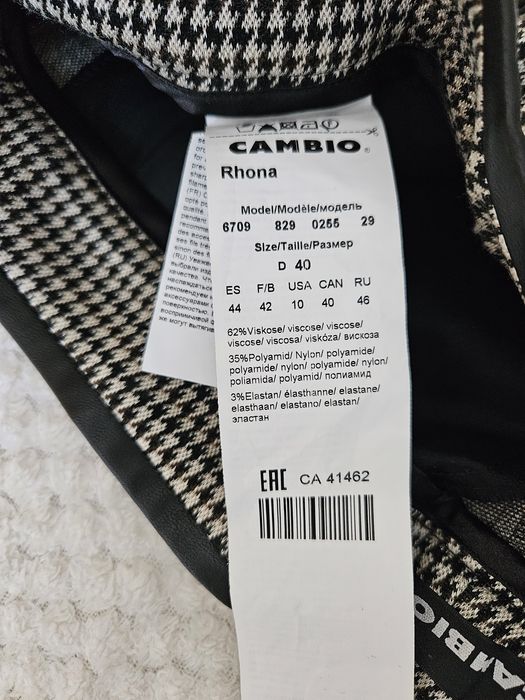 CAMBIO®
Rhona
Model/Modèle/модель
6709 829 0255 29
Size/Taille/Размер
D 40
ES F/B USA CAN RU
44 42 10 40 46
62%Viskose/ viscose/ viscose/
viscose/ viscosa/ viskóza/ вискоза
35%Polyamid/ Nylon/ polyamide/
polyamide/ nylon/ polyamide/ nylon/
poliamida/ polyamid/ полиамид
3%Elastan/ élasthanne/ elastane/
elasthaan/ elastano/ elastan/
эластан
EAC CA 41462
CAMBIO